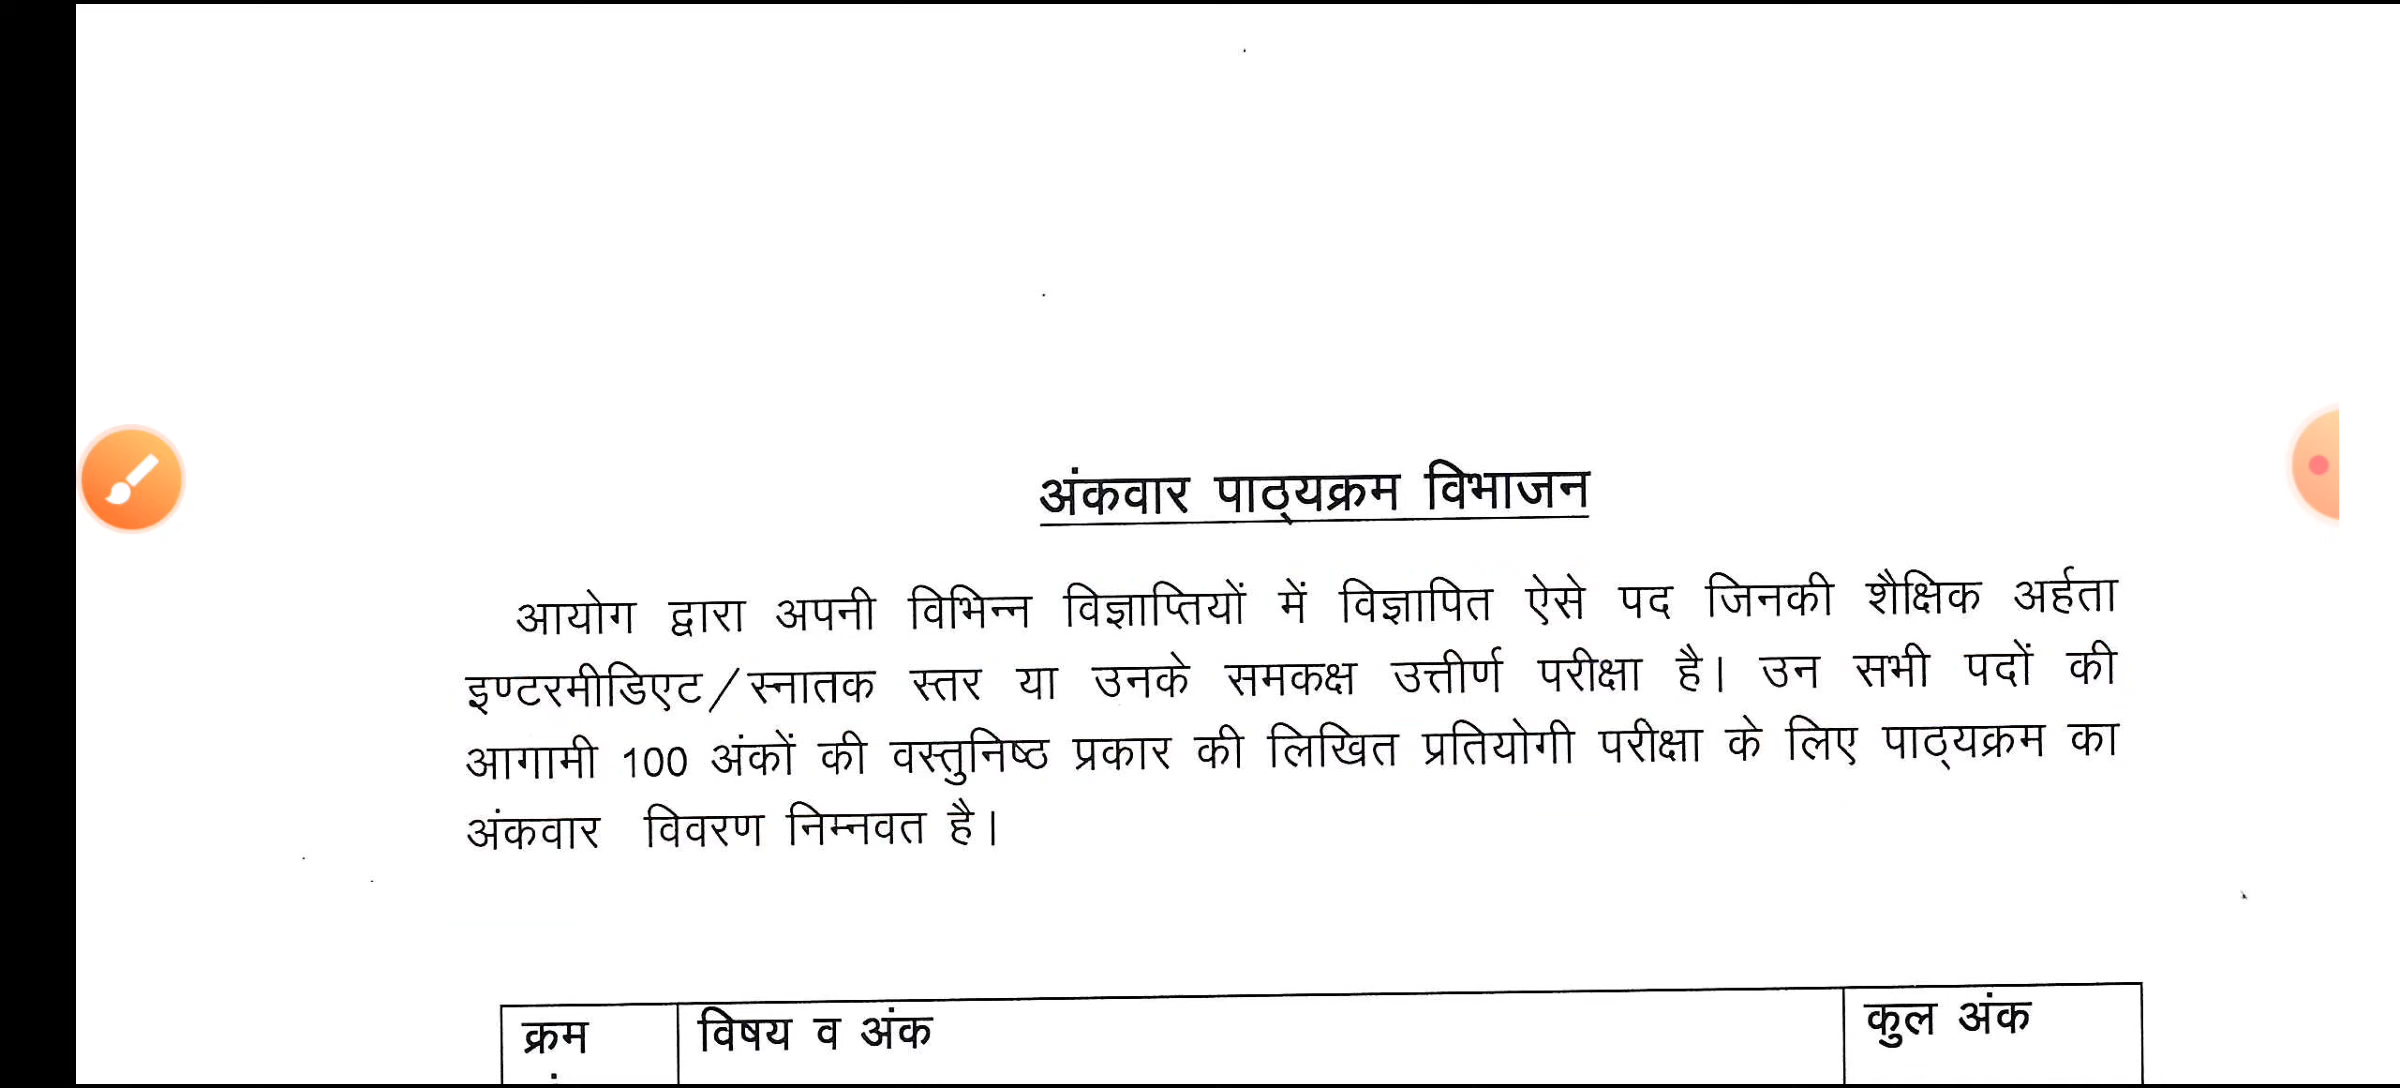 अंकवार पाठ्यक्रम विभाजन
आयोग द्वारा अपनी विभिन्न विज्ञाप्तियों में विज्ञापित ऐसे पद जिनकी शैक्षिक अर्हता
इण्टरमीडिएट/स्नातक स्तर या उनके समकक्ष उत्तीर्ण परीक्षा है। उन सभी पदों की
आगामी 100 अंकों की वस्तुनिष्ठ प्रकार की लिखित प्रतियोगी परीक्षा के लिए पाठ्यक्रम का
अंकवार विवरण निम्नवत है।
क्रम विषय व अंक कुल अंक